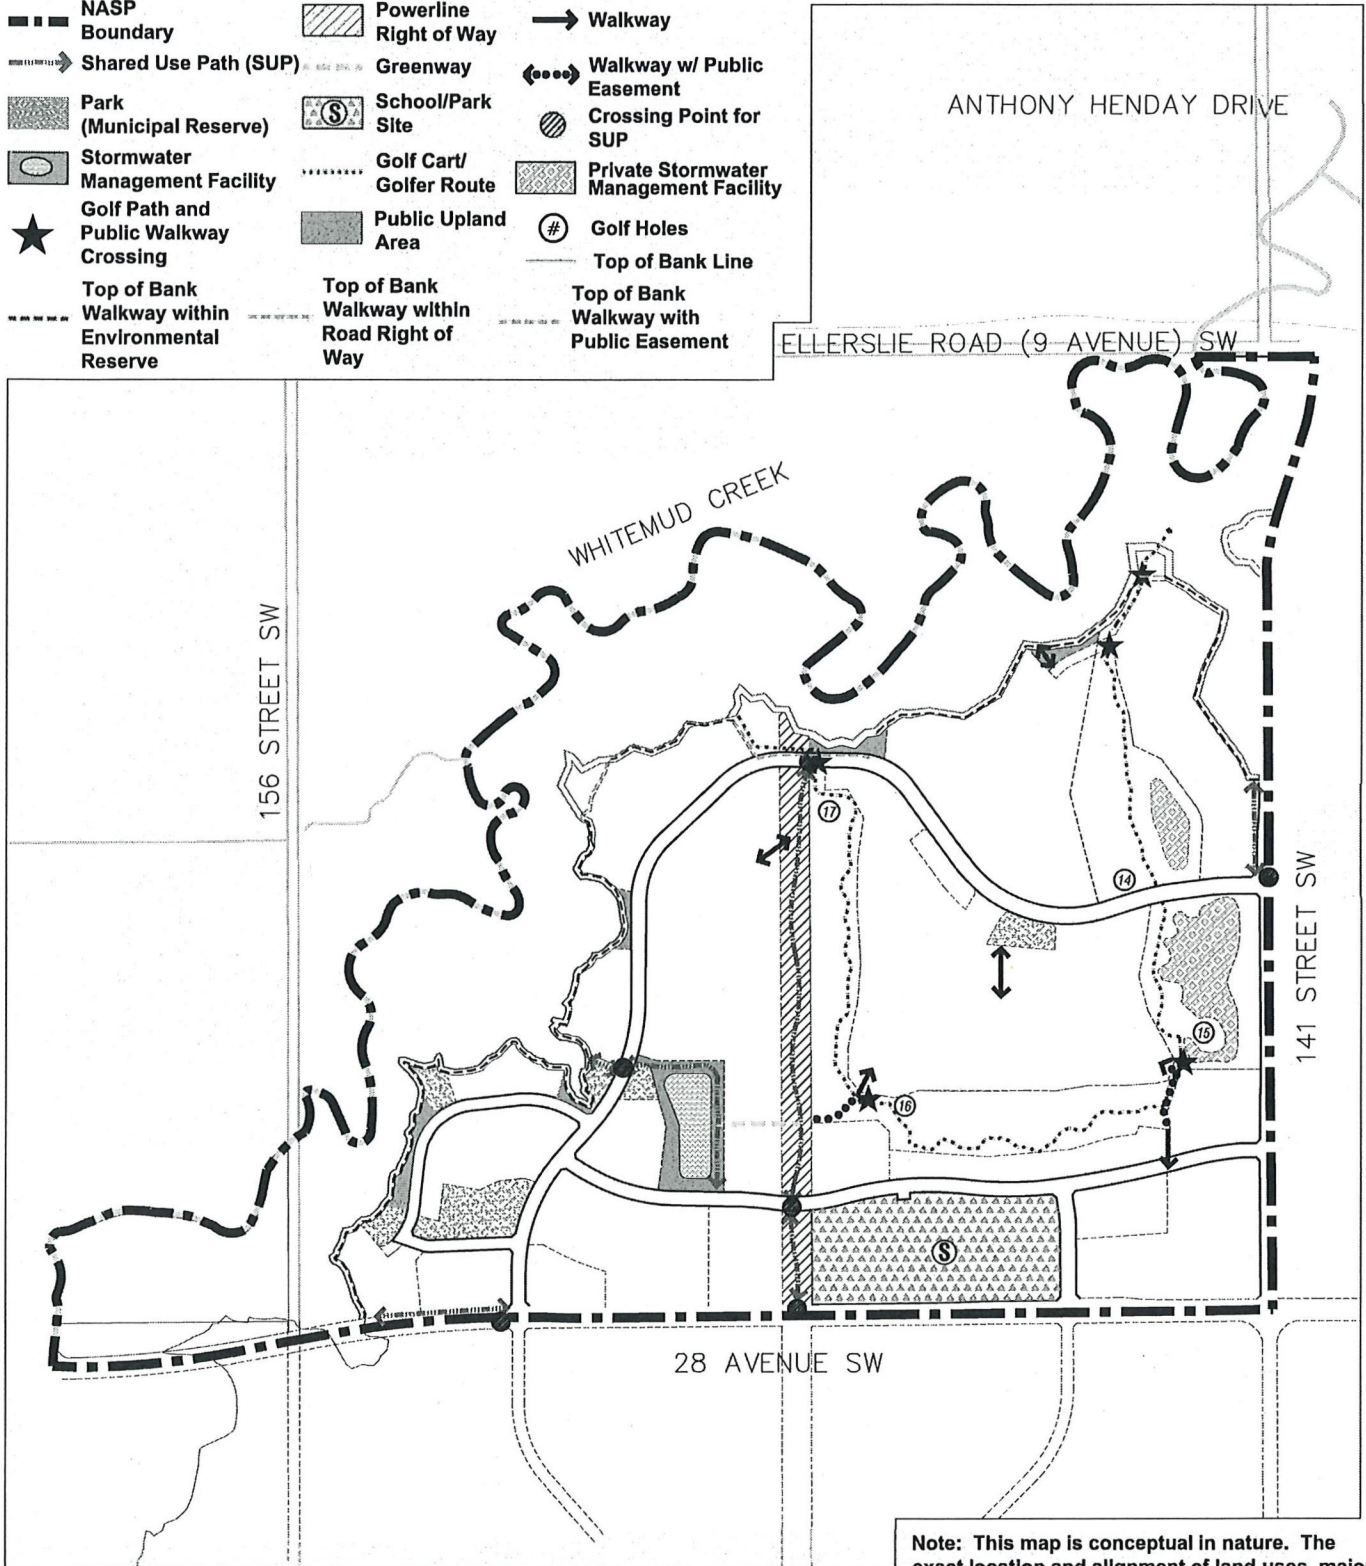 NASP
Boundary
Shared Use Path (SUP)
Park
(Municipal Reserve)
Stormwater
Management Facility
Golf Path and
Public Walkway
Crossing
Top of Bank
Walkway within
Environmental
Reserve
Powerline
Right of Way
Greenway
S
School/Park
Site
Golf Cart/
Golfer Route
Public Upland
Area
Top of Bank
Walkway within
Road Right of
Way
Walkway
Walkway w/ Public
Easement
Crossing Point for
SUP
Private Stormwater
Management Facility
#
Golf Holes
Top of Bank Line
Top of Bank
Walkway with
Public Easement
ANTHONY HENDAY DRIVE
ELLERSLIE ROAD (9 AVENUE) SW
WHITEMUD CREEK
156 STREET SW
17
14
141 STREET SW
15
16
S
28 AVENUE SW
Note: This map is conceptual in nature. The